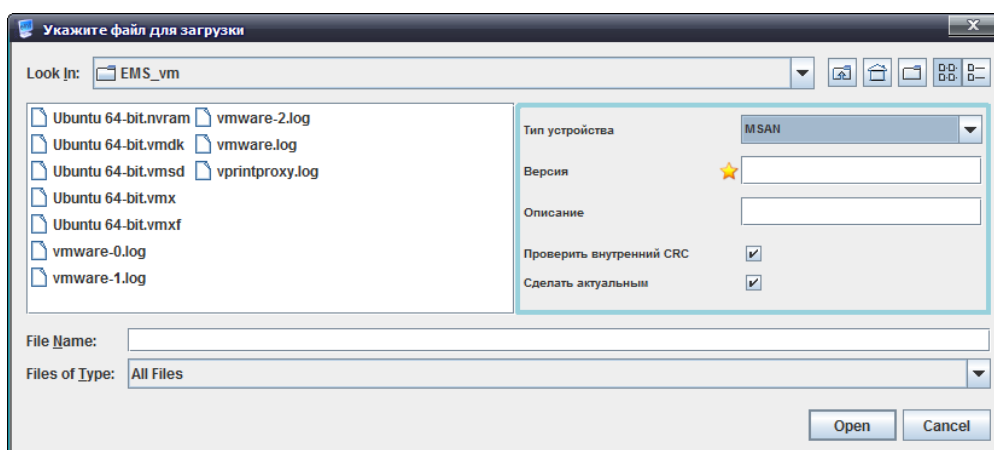 Укажите файл для загрузки
Look In: EMS_vm
Ubuntu 64-bit.nvram vmware-2.log
Ubuntu 64-bit.vmdk vmware.log
Ubuntu 64-bit.vmsd vprintproxy.log
Ubuntu 64-bit.vmx
Ubuntu 64-bit.vmxf
vmware-0.log
vmware-1.log
Тип устройства MSAN
Версия
Описание
Проверить внутренний CRC
Сделать актуальным
File Name:
Files of Type: All Files
Open Cancel